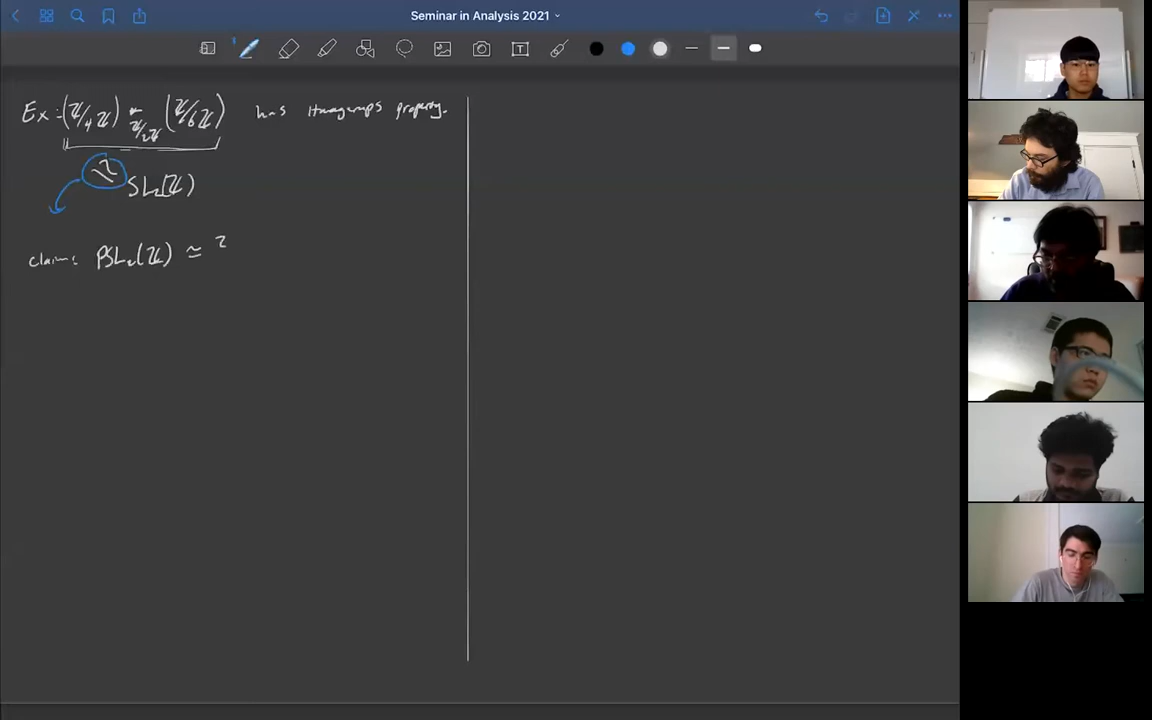 Seminar in Analysis 2021
Ex: (ℤ/4ℤ) *_{ℤ/2ℤ} (ℤ/6ℤ) has Haagerups property.
≃ SL₂(ℤ)
claim: PSL₂(ℤ) ≃ ℤ